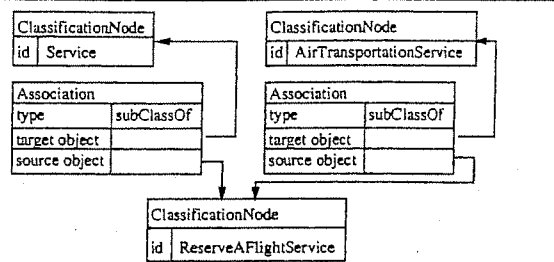 ClassificationNode
id Service
ClassificationNode
id AirTransportationService
Association
type subClassOf
target object
source object
Association
type subClassOf
target object
source object
ClassificationNode
id ReserveAFlightService